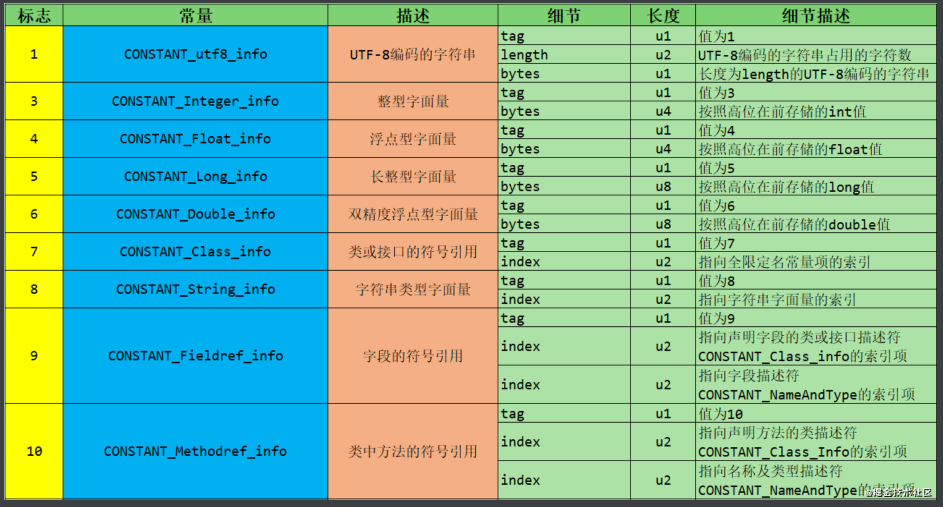 标志 常量 描述 细节 长度 细节描述
1 CONSTANT_utf8_info UTF-8编码的字符串 tag u1 值为1
length u2 UTF-8编码的字符串占用的字符数
bytes u1 长度为length的UTF-8编码的字符串
3 CONSTANT_Integer_info 整型字面量 tag u1 值为3
bytes u4 按照高位在前存储的int值
4 CONSTANT_Float_info 浮点型字面量 tag u1 值为4
bytes u4 按照高位在前存储的float值
5 CONSTANT_Long_info 长整型字面量 tag u1 值为5
bytes u8 按照高位在前存储的long值
6 CONSTANT_Double_info 双精度浮点型字面量 tag u1 值为6
bytes u8 按照高位在前存储的double值
7 CONSTANT_Class_info 类或接口的符号引用 tag u1 值为7
index u2 指向全限定名常量项的索引
8 CONSTANT_String_info 字符串类型字面量 tag u1 值为8
index u2 指向字符串字面量的索引
9 CONSTANT_Fieldref_info 字段的符号引用 tag u1 值为9
index u2 指向声明字段的类或接口描述符
CONSTANT_Class_info的索引项
index u2 指向字段描述符
CONSTANT_NameAndType的索引项
10 CONSTANT_Methodref_info 类中方法的符号引用 tag u1 值为10
index u2 指向声明方法的类描述符
CONSTANT_Class_Info的索引项
index u2 指向名称及类型描述符
CONSTANT_NameAndType的索引项
@掘金技术社区